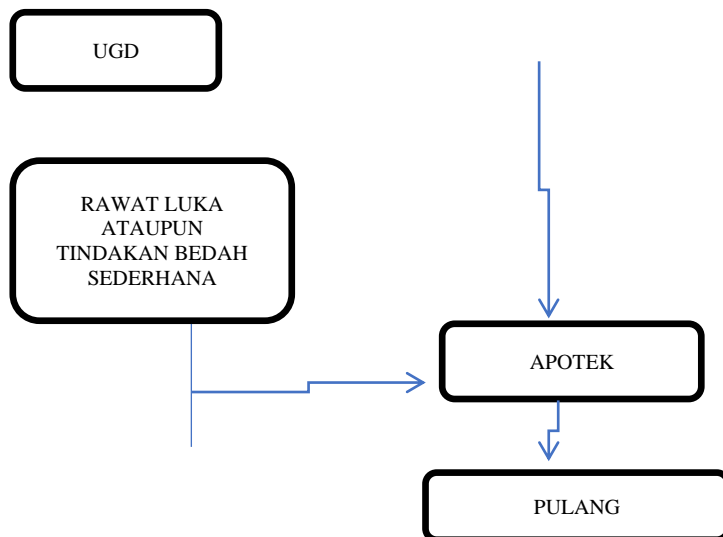 UGD
RAWAT LUKA
ATAUPUN
TINDAKAN BEDAH
SEDERHANA
APOTEK
PULANG